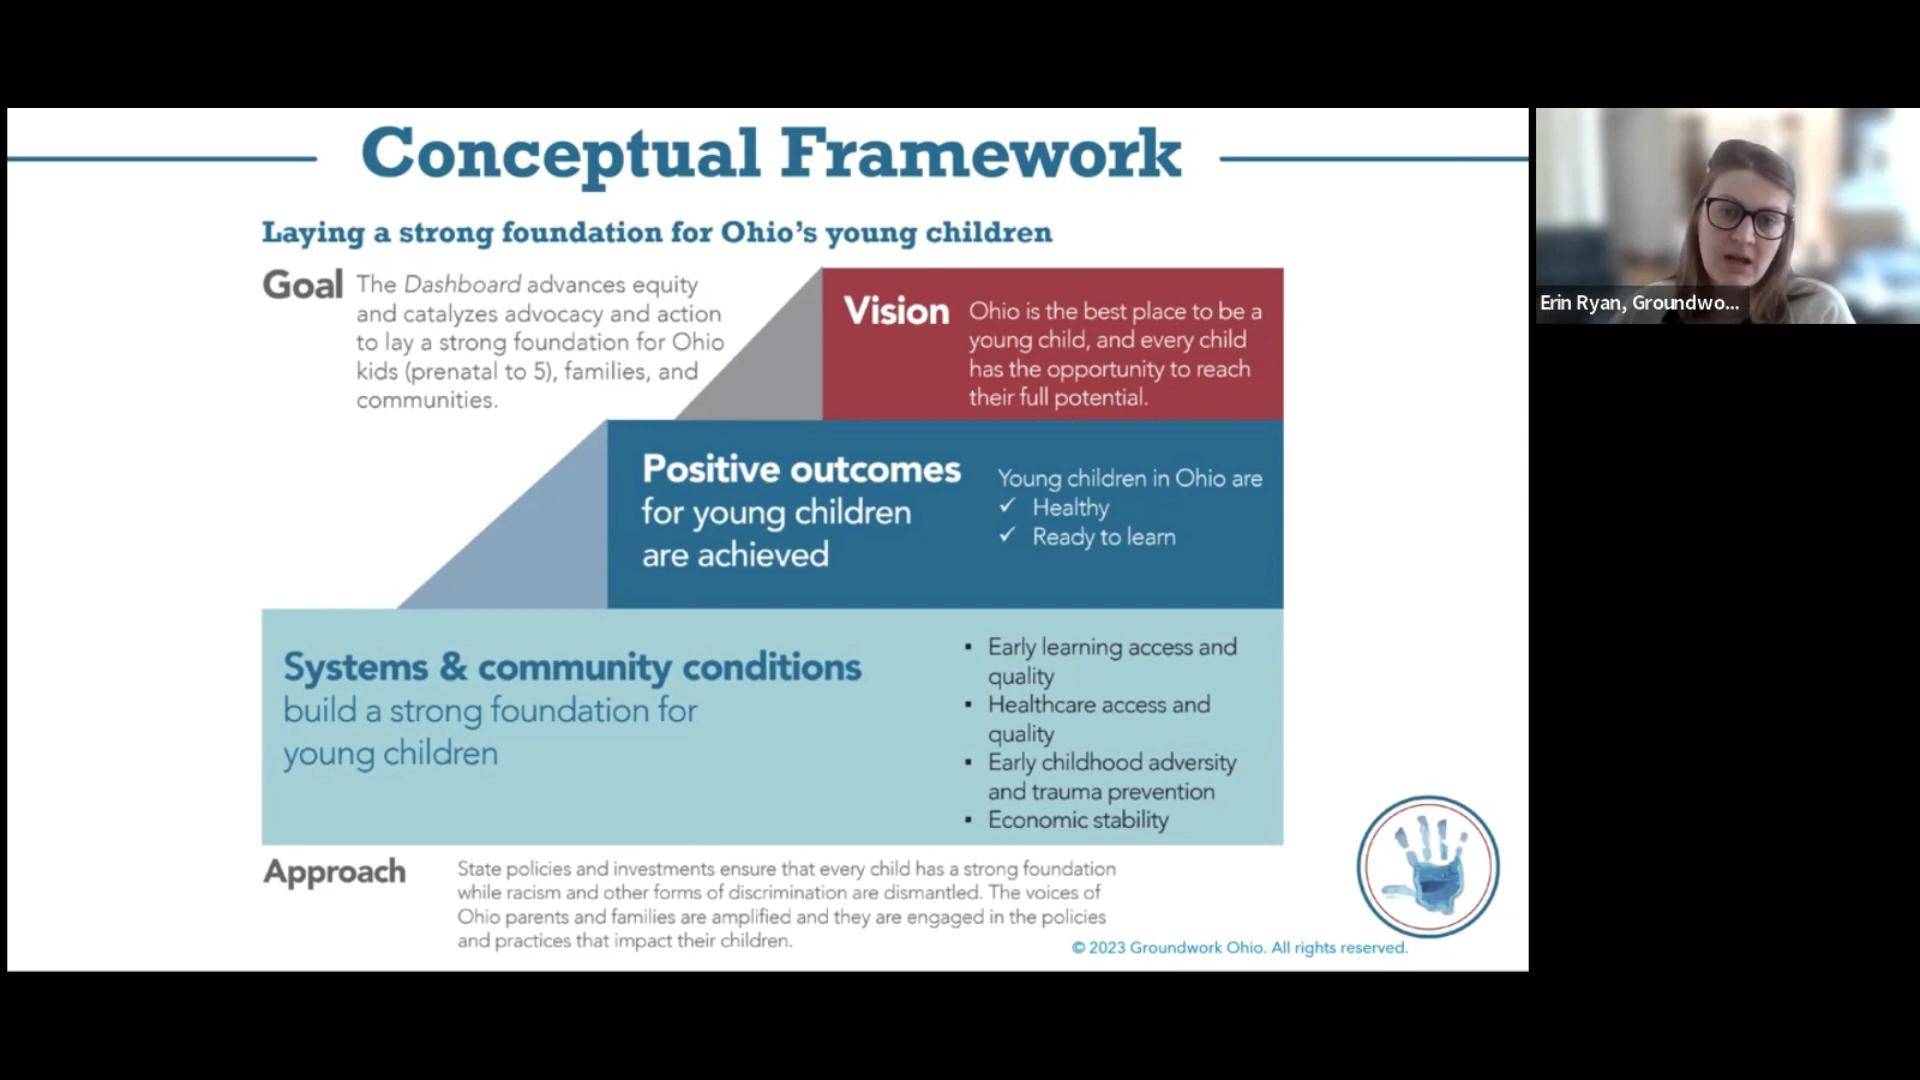 Conceptual Framework
Laying a strong foundation for Ohio's young children
Goal
The Dashboard advances equity
and catalyzes advocacy and action
to lay a strong foundation for Ohio
kids (prenatal to 5), families, and
communities.
Vision
Ohio is the best place to be a
young child, and every child
has the opportunity to reach
their full potential.
Positive outcomes
for young children
are achieved
Young children in Ohio are
✓ Healthy
✓ Ready to learn
Systems & community conditions
build a strong foundation for
young children
▪ Early learning access and
quality
▪ Healthcare access and
quality
▪ Early childhood adversity
and trauma prevention
▪ Economic stability
Approach
State policies and investments ensure that every child has a strong foundation
while racism and other forms of discrimination are dismantled. The voices of
Ohio parents and families are amplified and they are engaged in the policies
and practices that impact their children.
© 2023 Groundwork Ohio. All rights reserved.
Erin Ryan, Groundwo...